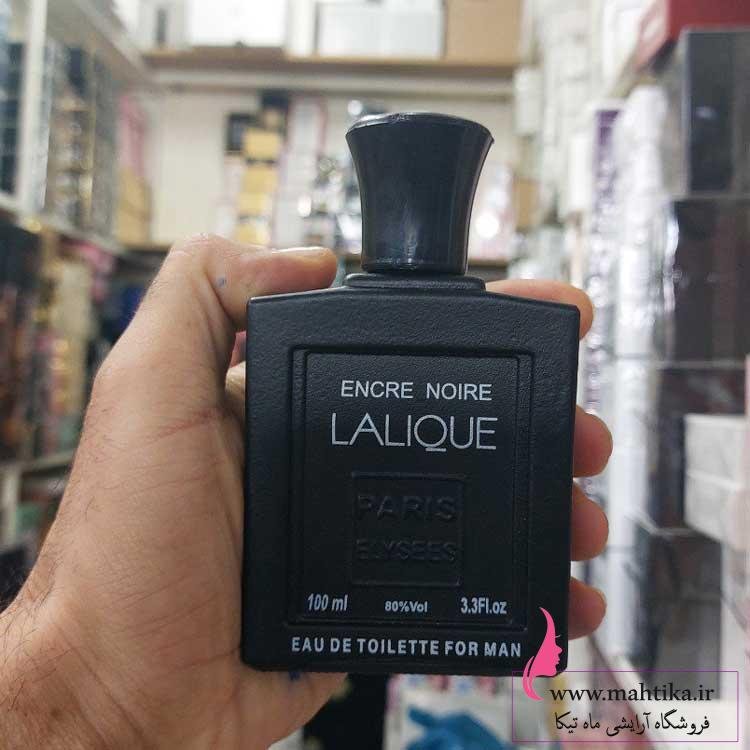 ENCRE NOIRE
LALIQUE
PARIS
ELYSEES
100 ml 80%Vol 3.3Fl.oz
EAU DE TOILETTE FOR MAN
www.mahtika.ir
فروشگاه آرایشی ماه تیکا